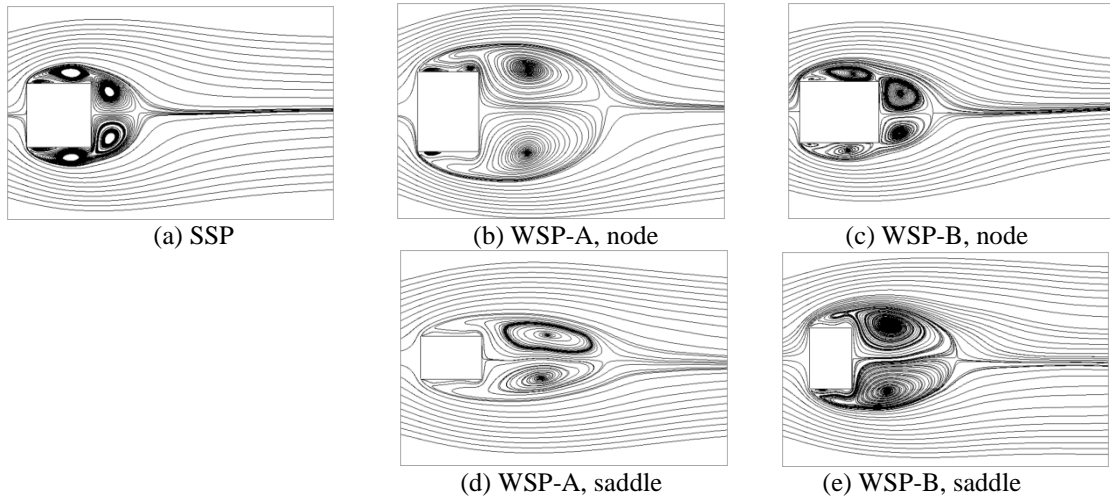 (a) SSP
(b) WSP-A, node
(c) WSP-B, node
(d) WSP-A, saddle
(e) WSP-B, saddle